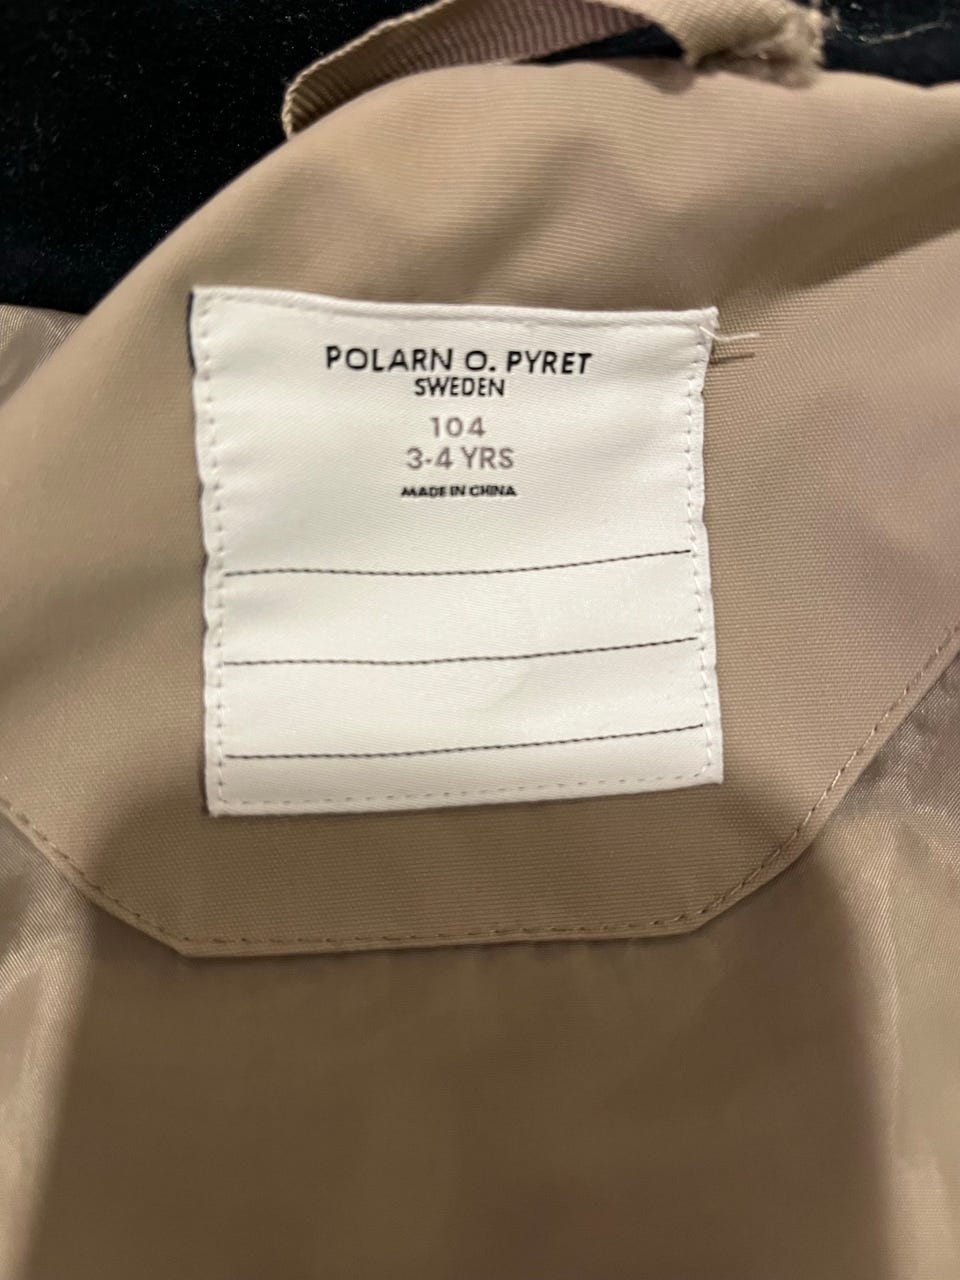 POLARN O. PYRET
SWEDEN
104
3-4 YRS
MADE IN CHINA